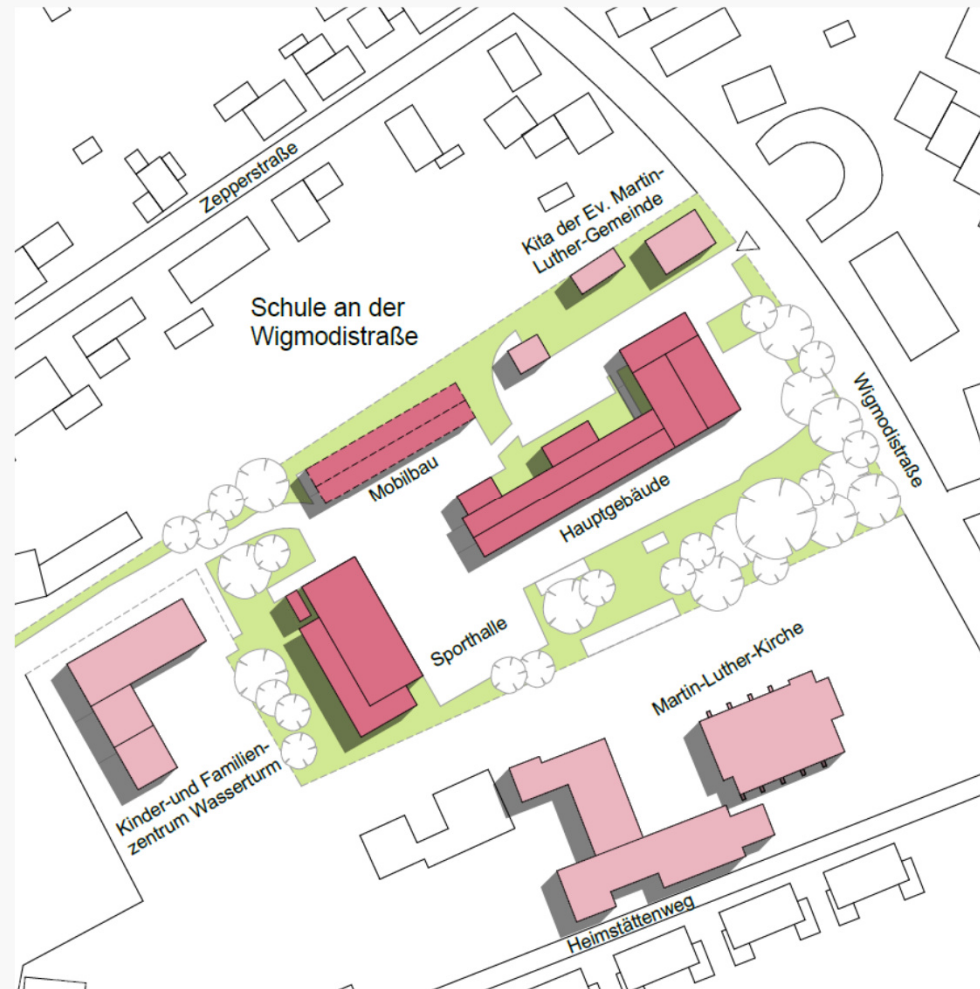 Zepperstraße
Kita der Ev. Martin-
Luther-Gemeinde
Schule an der
Wigmodistraße
Wigmodistraße
Mobilbau
Hauptgebäude
Sporthalle
Martin-Luther-Kirche
Kinder-und Familien-
zentrum Wasserturm
Heimstättenweg